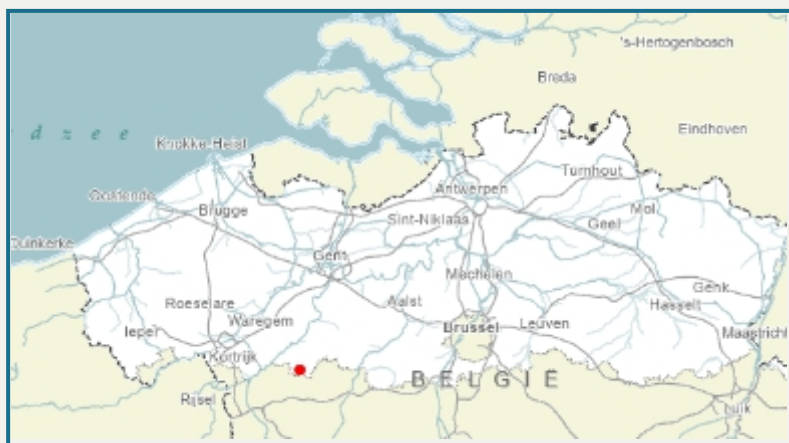 's-Hertogenbosch
Breda
d z e e
Eindhoven
Knokke-Heist
Turnhout
Antwerpen
Oostende
Brugge
Sint-Niklaas
Mol
Geel
Duinkerke
Gent
Mechelen
Genk
Roeselare
Aalst
Hasselt
Waregem
Ieper
Brussel
Leuven
Maastricht
Kortrijk
BELGIË
Rijsel
Luik